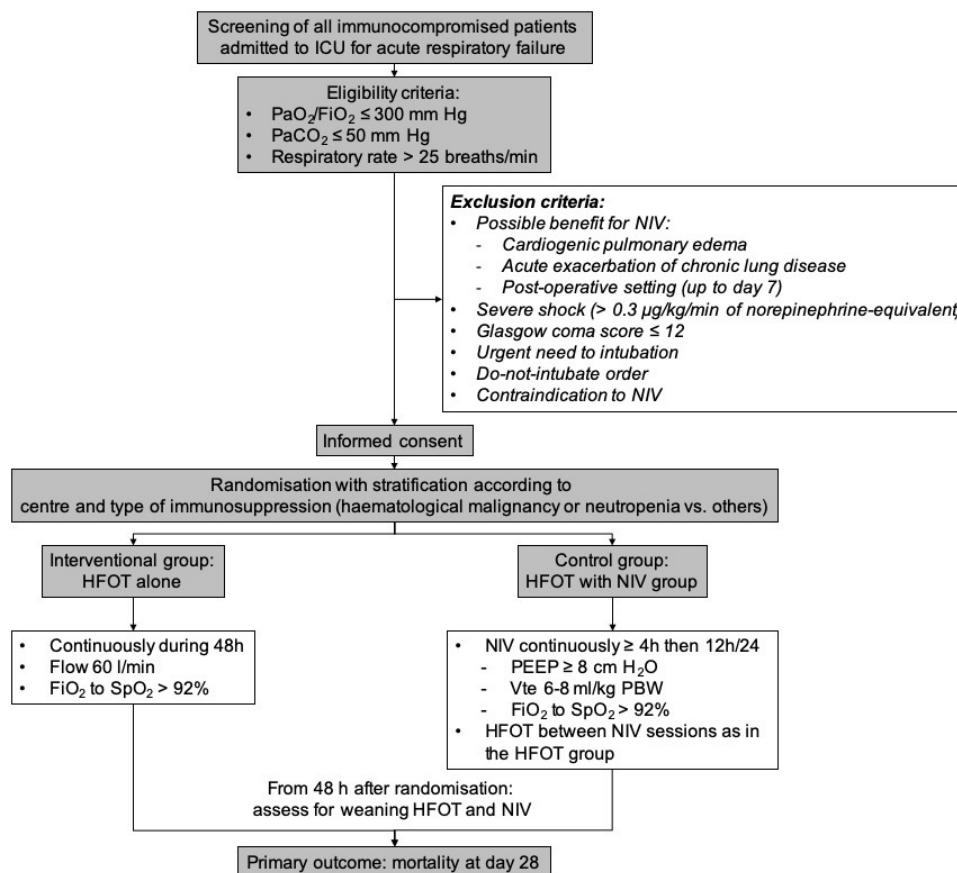 Screening of all immunocompromised patients
admitted to ICU for acute respiratory failure
Eligibility criteria:
• PaO₂/FiO₂ ≤ 300 mm Hg
• PaCO₂ ≤ 50 mm Hg
• Respiratory rate > 25 breaths/min
Exclusion criteria:
• Possible benefit for NIV:
- Cardiogenic pulmonary edema
- Acute exacerbation of chronic lung disease
- Post-operative setting (up to day 7)
• Severe shock (> 0.3 µg/kg/min of norepinephrine-equivalent)
• Glasgow coma score ≤ 12
• Urgent need to intubation
• Do-not-intubate order
• Contraindication to NIV
Informed consent
Randomisation with stratification according to
centre and type of immunosuppression (haematological malignancy or neutropenia vs. others)
Interventional group:
HFOT alone
• Continuously during 48h
• Flow 60 l/min
• FiO₂ to SpO₂ > 92%
Control group:
HFOT with NIV group
• NIV continuously ≥ 4h then 12h/24
- PEEP ≥ 8 cm H₂O
- Vte 6-8 ml/kg PBW
- FiO₂ to SpO₂ > 92%
• HFOT between NIV sessions as in
the HFOT group
From 48 h after randomisation:
assess for weaning HFOT and NIV
Primary outcome: mortality at day 28